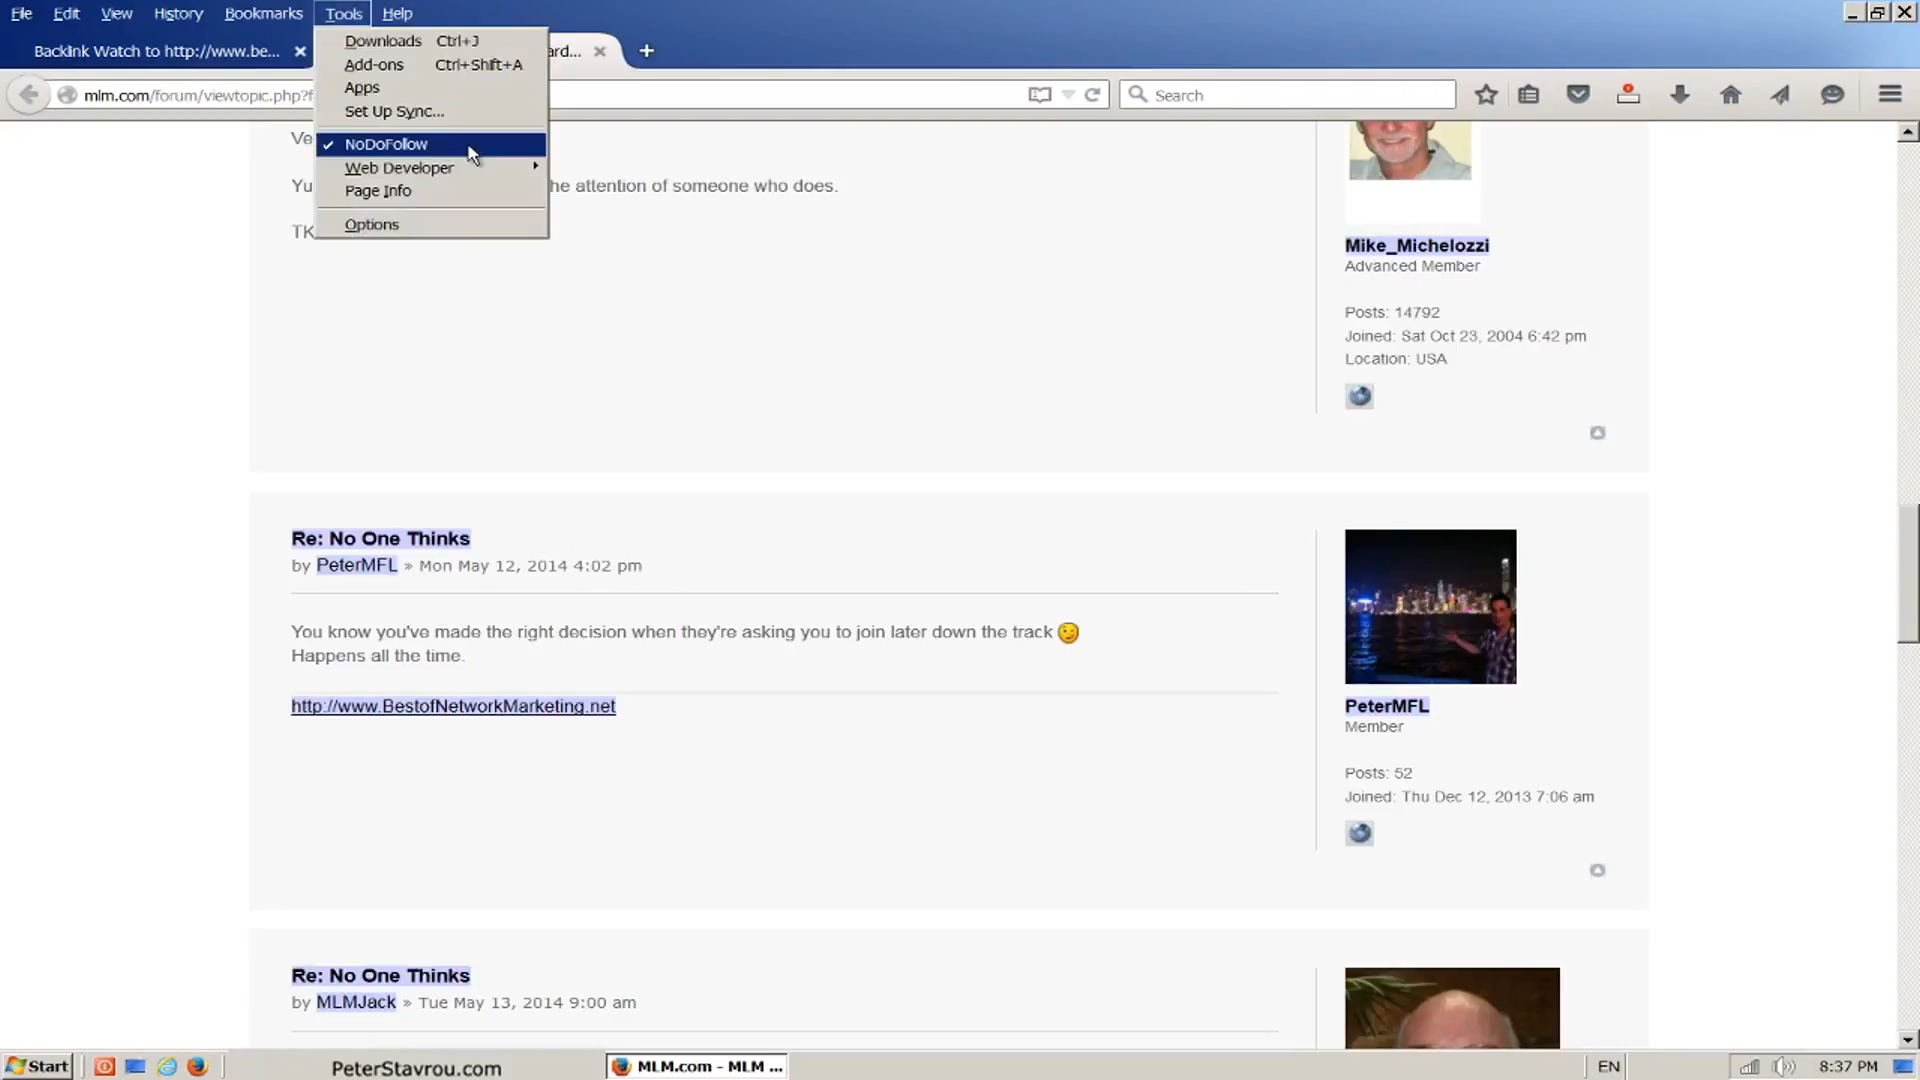 File Edit View History Bookmarks Tools Help
Backlink Watch to http://www.be...
ard...
mlm.com/forum/viewtopic.php?f
Search
Downloads Ctrl+J
Add-ons Ctrl+Shift+A
Apps
Set Up Sync...
NoDoFollow
Web Developer
Page Info
Options
Ve
Yu
he attention of someone who does.
TK
Mike_Michelozzi
Advanced Member
Posts: 14792
Joined: Sat Oct 23, 2004 6:42 pm
Location: USA
Re: No One Thinks
by PeterMFL » Mon May 12, 2014 4:02 pm
You know you've made the right decision when they're asking you to join later down the track
Happens all the time.
http://www.BestofNetworkMarketing.net
PeterMFL
Member
Posts: 52
Joined: Thu Dec 12, 2013 7:06 am
Re: No One Thinks
by MLMJack » Tue May 13, 2014 9:00 am
Start
PeterStavrou.com
MLM.com - MLM ...
EN
8:37 PM